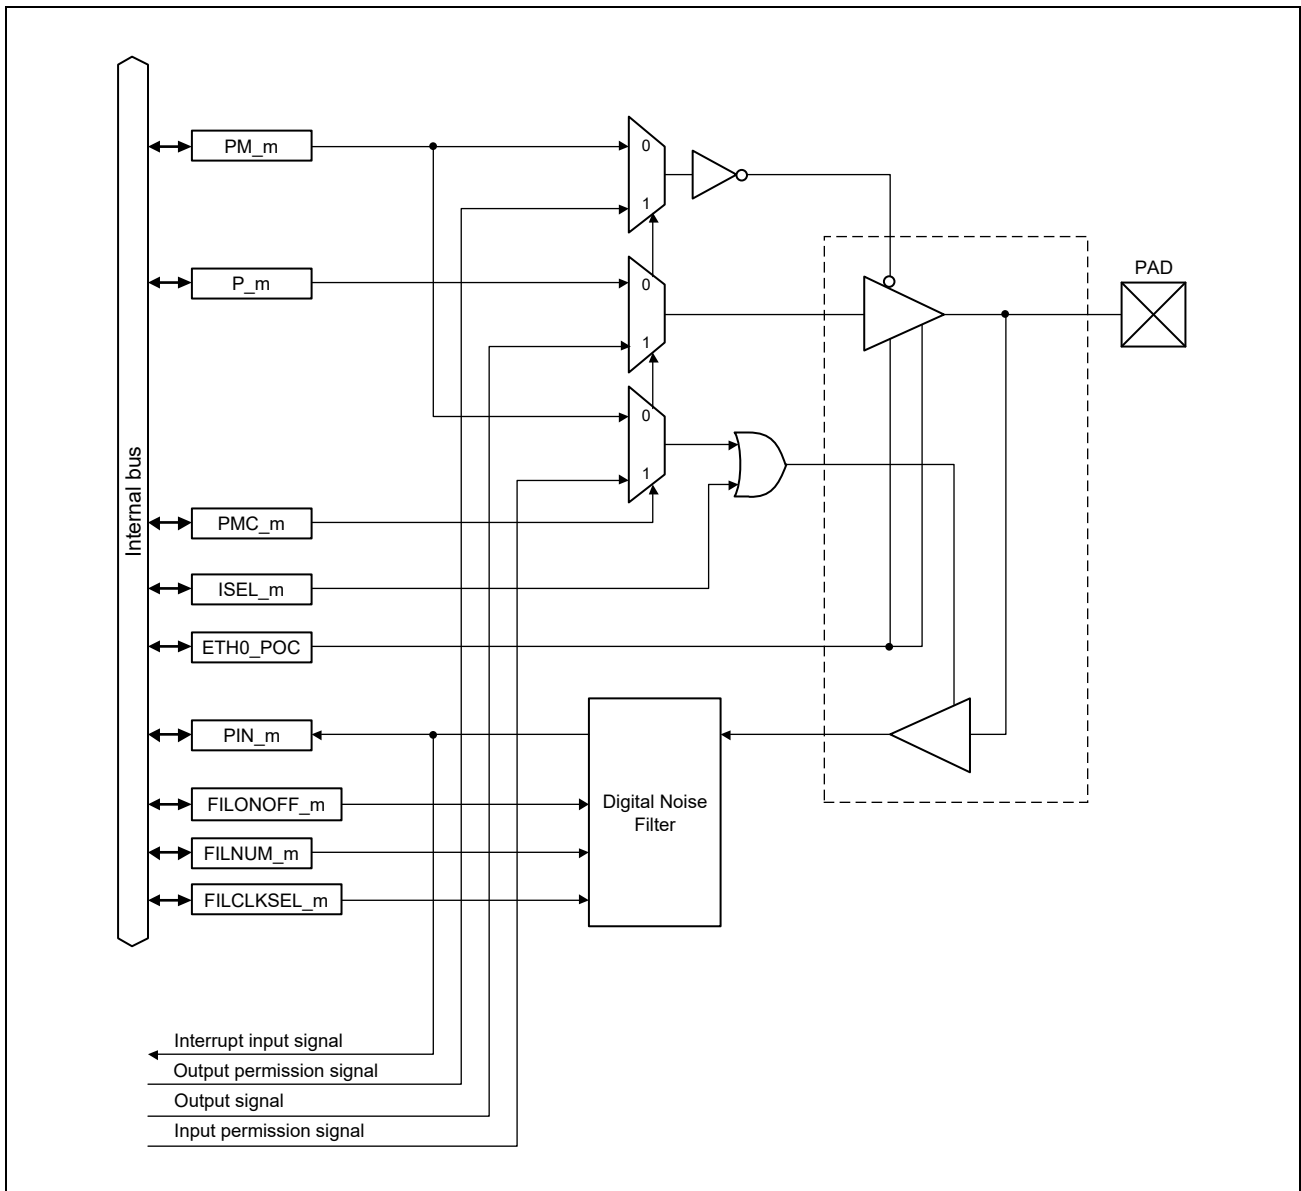 PM_m
0
1
P_m
0
1
PAD
0
1
Internal bus
PMC_m
ISEL_m
ETH0_POC
PIN_m
FILONOFF_m
Digital Noise
Filter
FILNUM_m
FILCLKSEL_m
Interrupt input signal
Output permission signal
Output signal
Input permission signal